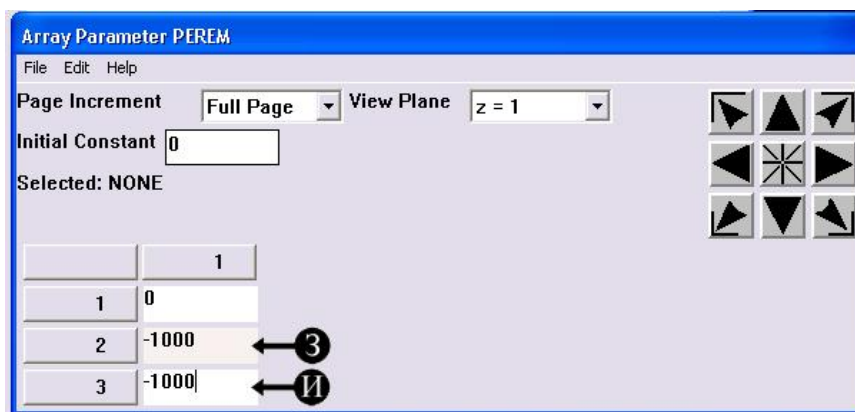 Array Parameter PEREM
File Edit Help
Page Increment Full Page View Plane z = 1
Initial Constant 0
Selected: NONE
1
1 0
2 -1000 З
3 -1000 И